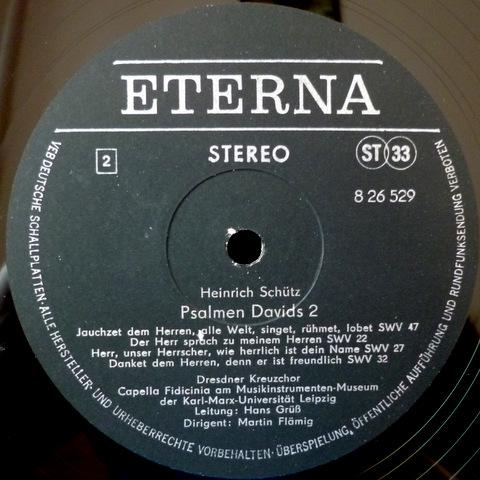 ETERNA
2
STEREO
ST 33
8 26 529
Heinrich Schütz
Psalmen Davids 2
Jauchzet dem Herren, alle Welt, singet, rühmet, lobet SWV 47
Der Herr sprach zu meinem Herren SWV 22
Herr, unser Herrscher, wie herrlich ist dein Name SWV 27
Danket dem Herren, denn er ist freundlich SWV 32
Dresdner Kreuzchor
Capella Fidicinia am Musikinstrumenten-Museum
der Karl-Marx-Universität Leipzig
Leitung: Hans Grüß
Dirigent: Martin Flämig
VEB DEUTSCHE SCHALLPLATTEN · ALLE HERSTELLER- UND URHEBERRECHTE VORBEHALTEN · ÜBERSPIELUNG, ÖFFENTLICHE AUFFÜHRUNG UND RUNDFUNKSENDUNG VERBOTEN